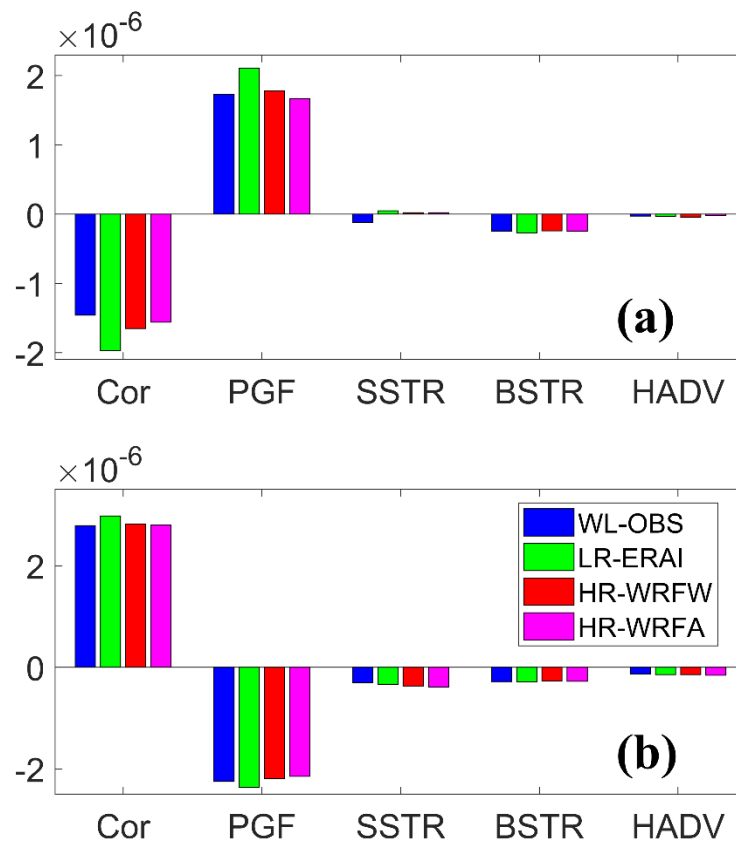 ×10⁻⁶
2
1
0
-1
-2
(a)
Cor PGF SSTR BSTR HADV
×10⁻⁶
2
0
-2
WL-OBS
LR-ERAI
HR-WRFW
HR-WRFA
(b)
Cor PGF SSTR BSTR HADV